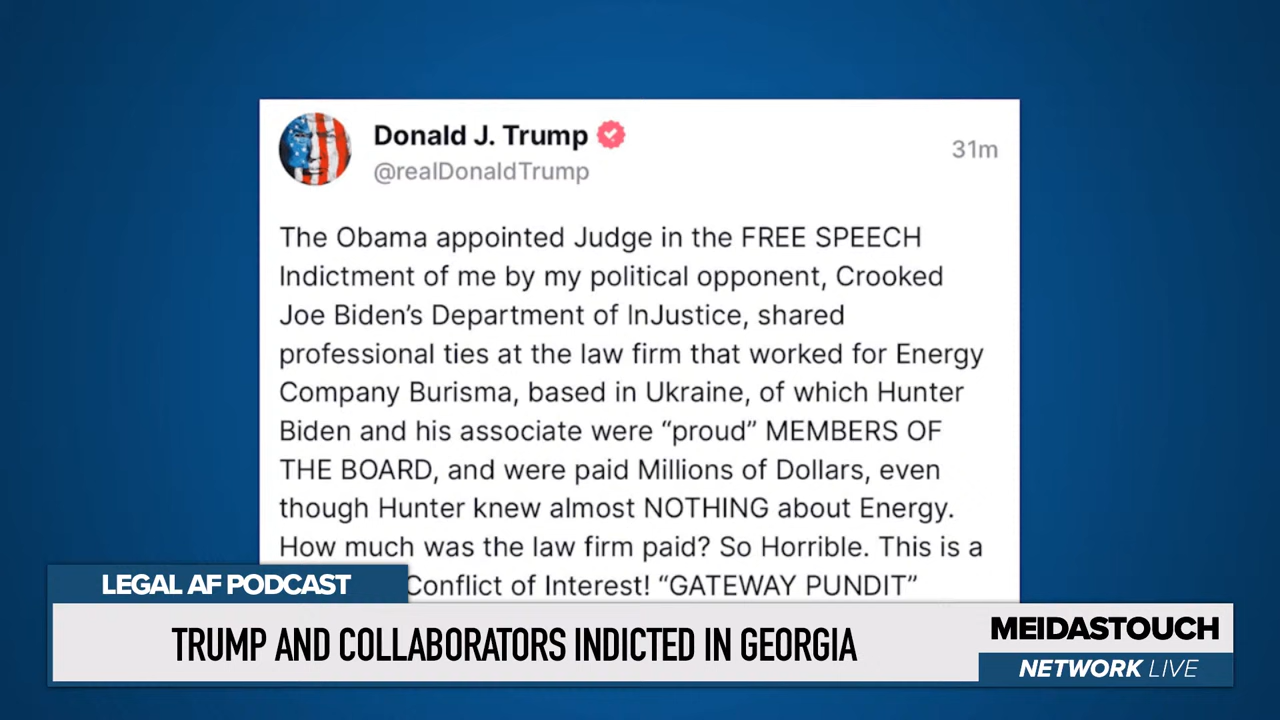 Donald J. Trump
@realDonaldTrump
31m
The Obama appointed Judge in the FREE SPEECH
Indictment of me by my political opponent, Crooked
Joe Biden’s Department of InJustice, shared
professional ties at the law firm that worked for Energy
Company Burisma, based in Ukraine, of which Hunter
Biden and his associate were “proud” MEMBERS OF
THE BOARD, and were paid Millions of Dollars, even
though Hunter knew almost NOTHING about Energy.
How much was the law firm paid? So Horrible. This is a
Conflict of Interest! “GATEWAY PUNDIT”
LEGAL AF PODCAST
TRUMP AND COLLABORATORS INDICTED IN GEORGIA
MEIDASTOUCH
NETWORK LIVE